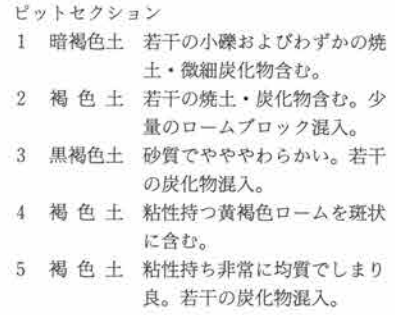 ピットセクション
1 暗褐色土 若干の小礫およびわずかの焼
土・微細炭化物含む。
2 褐色土 若干の焼土・炭化物含む。少
量のロームブロック混入。
3 黒褐色土 砂質でやややわらかい。若干
の炭化物混入。
4 褐色土 粘性持つ黄褐色ロームを斑状
に含む。
5 褐色土 粘性持ち非常に均質でしまり
良。若干の炭化物混入。